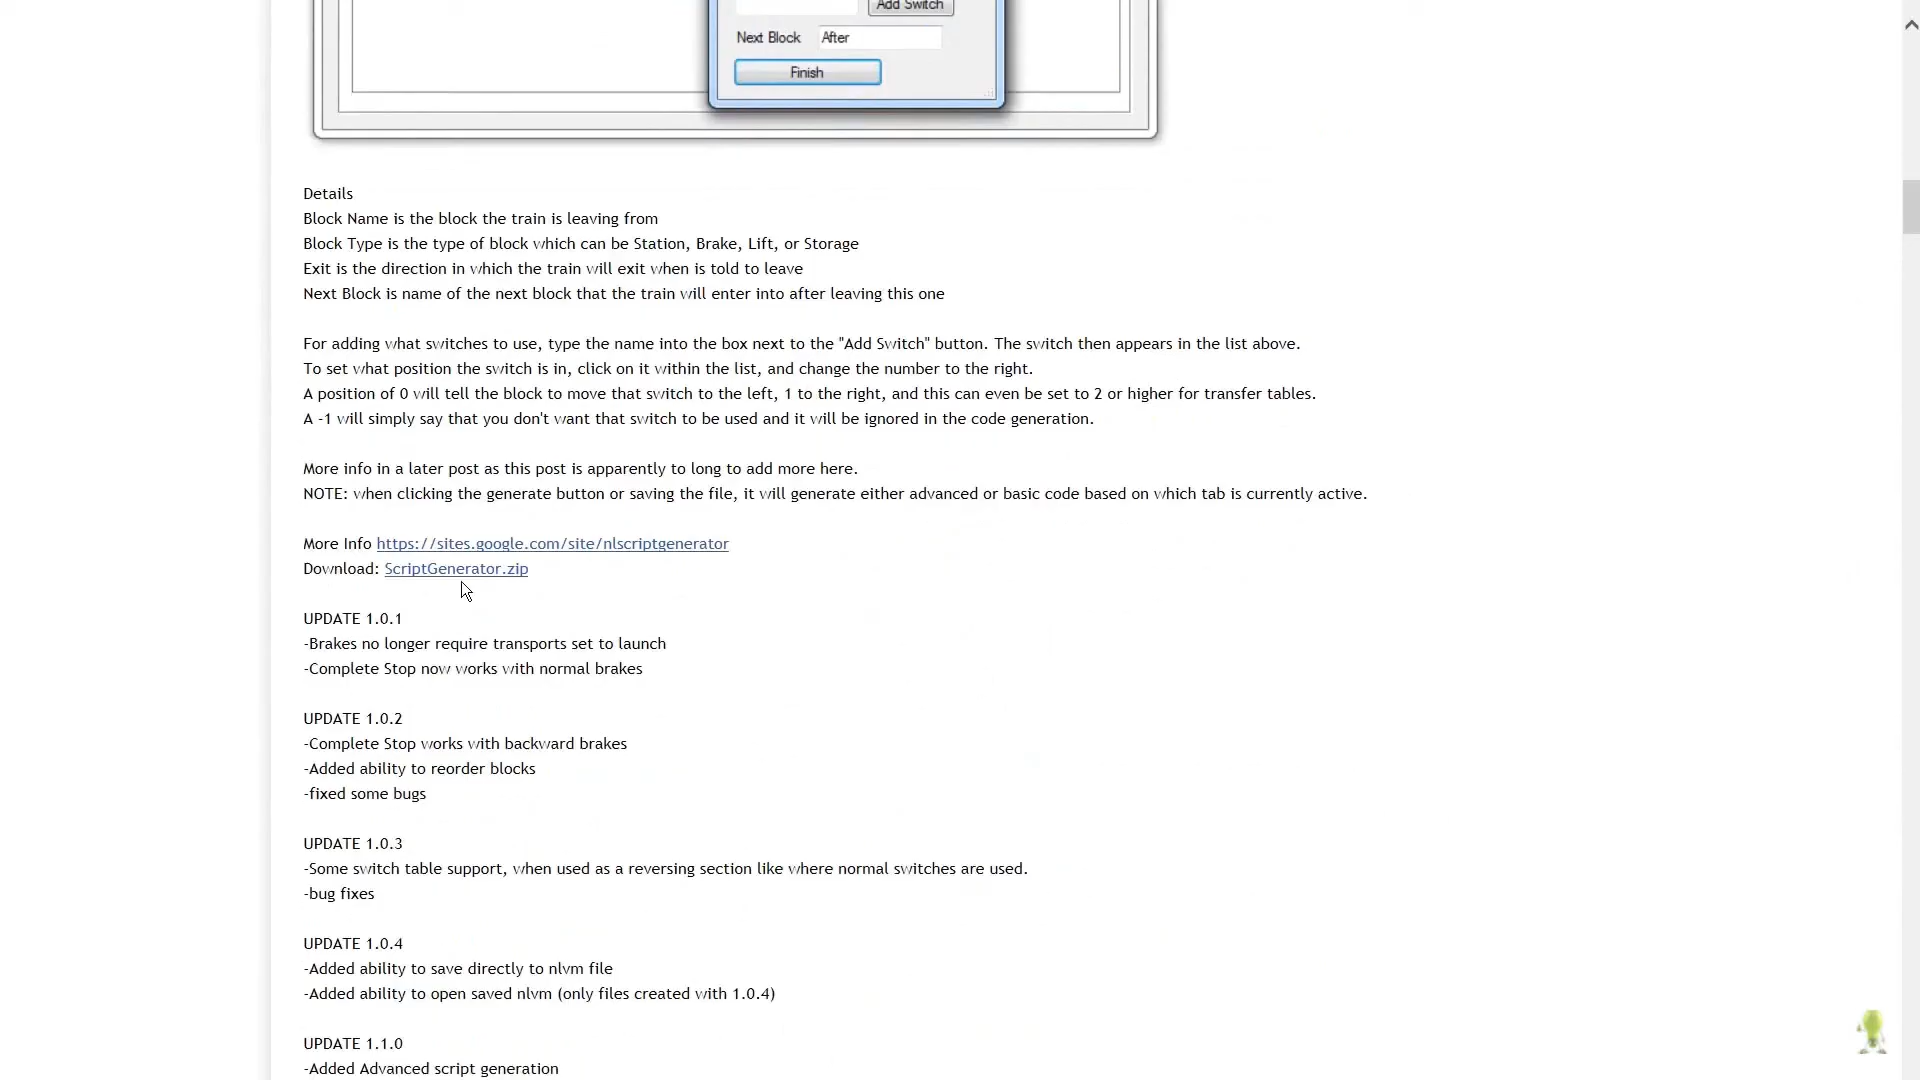 Add Switch
Next Block After
Finish
Details
Block Name is the block the train is leaving from
Block Type is the type of block which can be Station, Brake, Lift, or Storage
Exit is the direction in which the train will exit when is told to leave
Next Block is name of the next block that the train will enter into after leaving this one
For adding what switches to use, type the name into the box next to the "Add Switch" button. The switch then appears in the list above.
To set what position the switch is in, click on it within the list, and change the number to the right.
A position of 0 will tell the block to move that switch to the left, 1 to the right, and this can even be set to 2 or higher for transfer tables.
A -1 will simply say that you don't want that switch to be used and it will be ignored in the code generation.
More info in a later post as this post is apparently to long to add more here.
NOTE: when clicking the generate button or saving the file, it will generate either advanced or basic code based on which tab is currently active.
More Info https://sites.google.com/site/nlscriptgenerator
Download: ScriptGenerator.zip
UPDATE 1.0.1
-Brakes no longer require transports set to launch
-Complete Stop now works with normal brakes
UPDATE 1.0.2
-Complete Stop works with backward brakes
-Added ability to reorder blocks
-fixed some bugs
UPDATE 1.0.3
-Some switch table support, when used as a reversing section like where normal switches are used.
-bug fixes
UPDATE 1.0.4
-Added ability to save directly to nlvm file
-Added ability to open saved nlvm (only files created with 1.0.4)
UPDATE 1.1.0
-Added Advanced script generation